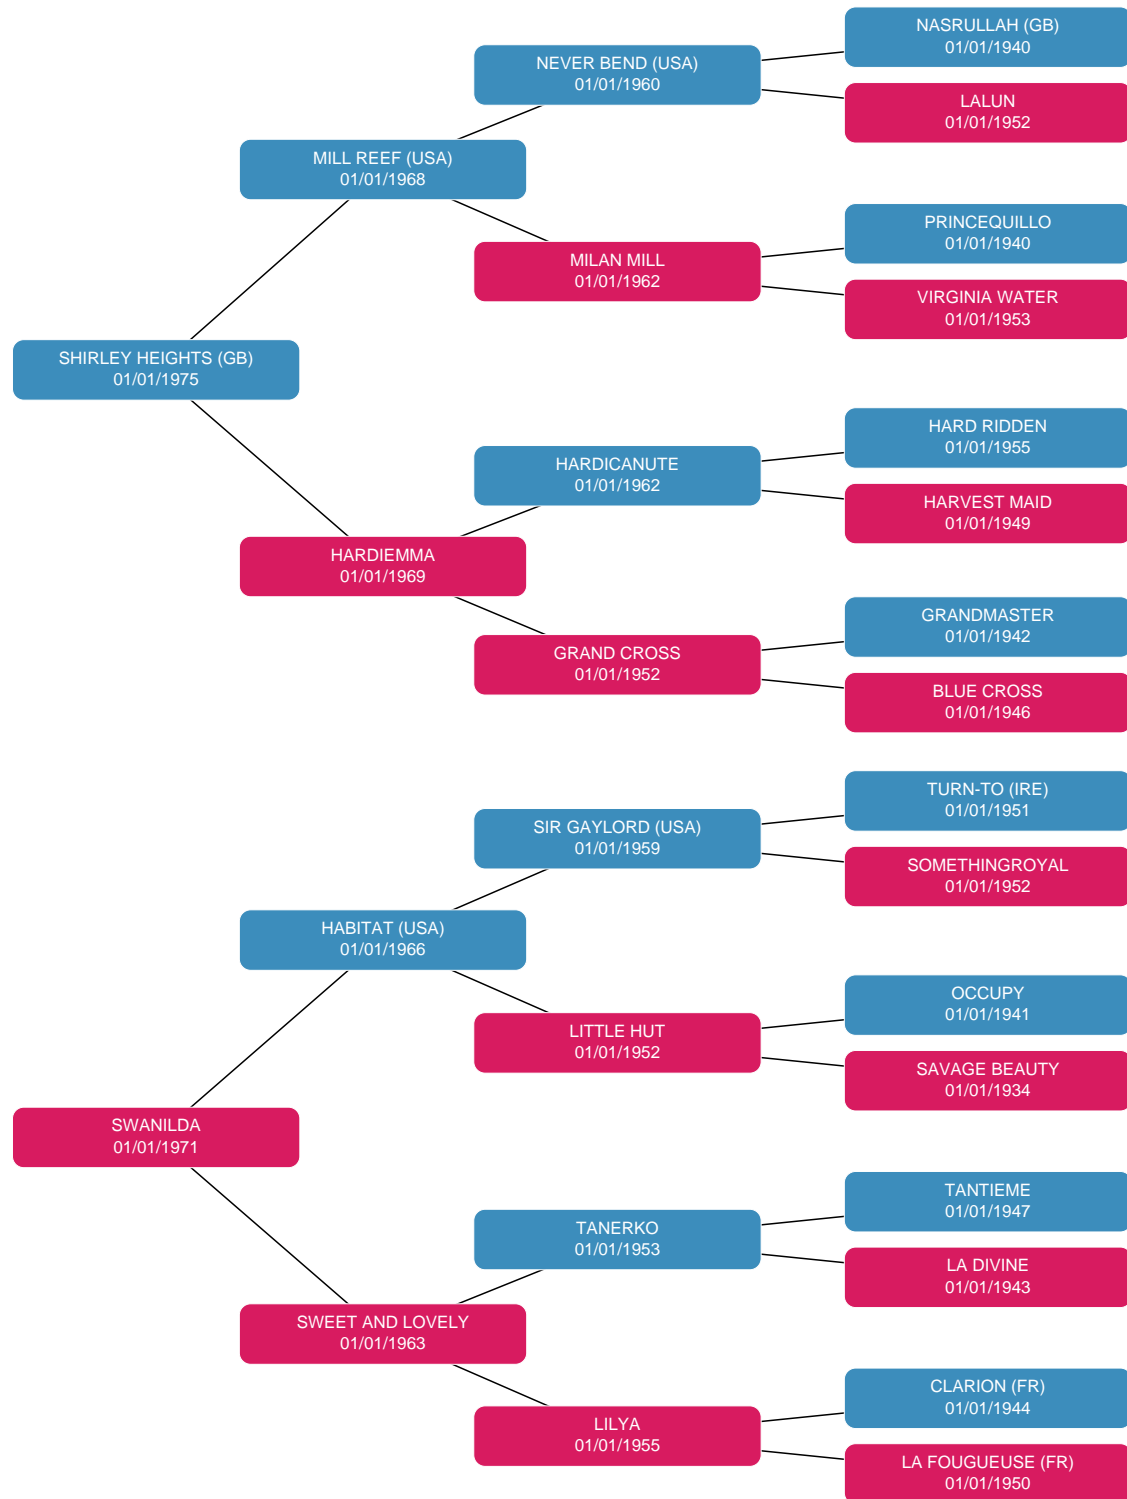 NASRULLAH (GB)
01/01/1940
NEVER BEND (USA)
01/01/1960
LALUN
01/01/1952
MILL REEF (USA)
01/01/1968
PRINCEQUILLO
01/01/1940
MILAN MILL
01/01/1962
VIRGINIA WATER
01/01/1953
SHIRLEY HEIGHTS (GB)
01/01/1975
HARD RIDDEN
01/01/1955
HARDICANUTE
01/01/1962
HARVEST MAID
01/01/1949
HARDIEMMA
01/01/1969
GRANDMASTER
01/01/1942
GRAND CROSS
01/01/1952
BLUE CROSS
01/01/1946
TURN-TO (IRE)
01/01/1951
SIR GAYLORD (USA)
01/01/1959
SOMETHINGROYAL
01/01/1952
HABITAT (USA)
01/01/1966
OCCUPY
01/01/1941
LITTLE HUT
01/01/1952
SAVAGE BEAUTY
01/01/1934
SWANILDA
01/01/1971
TANTIEME
01/01/1947
TANERKO
01/01/1953
LA DIVINE
01/01/1943
SWEET AND LOVELY
01/01/1963
CLARION (FR)
01/01/1944
LILYA
01/01/1955
LA FOUGUEUSE (FR)
01/01/1950